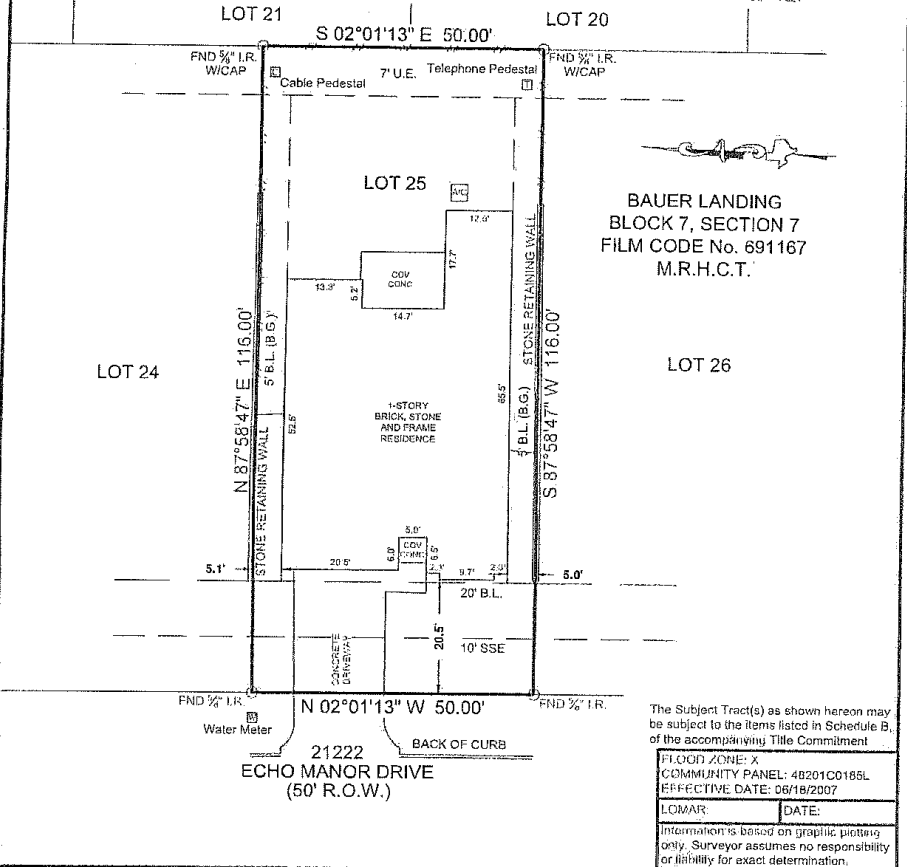 LOT 21
LOT 20
S 02°01'13" E 50.00'
FND ⅝" I.R.
W/CAP
FND ⅝" I.R.
W/CAP
Cable Pedestal
7' U.E.
Telephone Pedestal
C
T
LOT 25
A/C
BAUER LANDING
BLOCK 7, SECTION 7
FILM CODE No. 691167
M.R.H.C.T.
17.7'
COV
CONC
13.3'
5.2'
14.7'
STONE RETAINING WALL
5' B.L. (B.G.)
N 87°58'47" E 116.00'
S 87°58'47" W 116.00'
LOT 24
LOT 26
1-STORY
BRICK, STONE
AND FRAME
RESIDENCE
65.5'
5' B.L. (B.G.)
STONE RETAINING WALL
5.0'
COV
CONC
6.0'
6.5'
5.1'
20.5'
9.7'
5.0'
20' B.L.
20.5'
10' SSE
CONCRETE
DRIVEWAY
FND ⅝" I.R.
N 02°01'13" W 50.00'
FND ⅝" I.R.
W
Water Meter
BACK OF CURB
21222
ECHO MANOR DRIVE
(50' R.O.W.)
The Subject Tract(s) as shown hereon may
be subject to the items listed in Schedule B,
of the accompanying Title Commitment
FLOOD ZONE: X
COMMUNITY PANEL: 48201C0185L
EFFECTIVE DATE: 06/18/2007
LOMAR:
DATE:
Information is based on graphic plotting
only. Surveyor assumes no responsibility
or liability for exact determination.